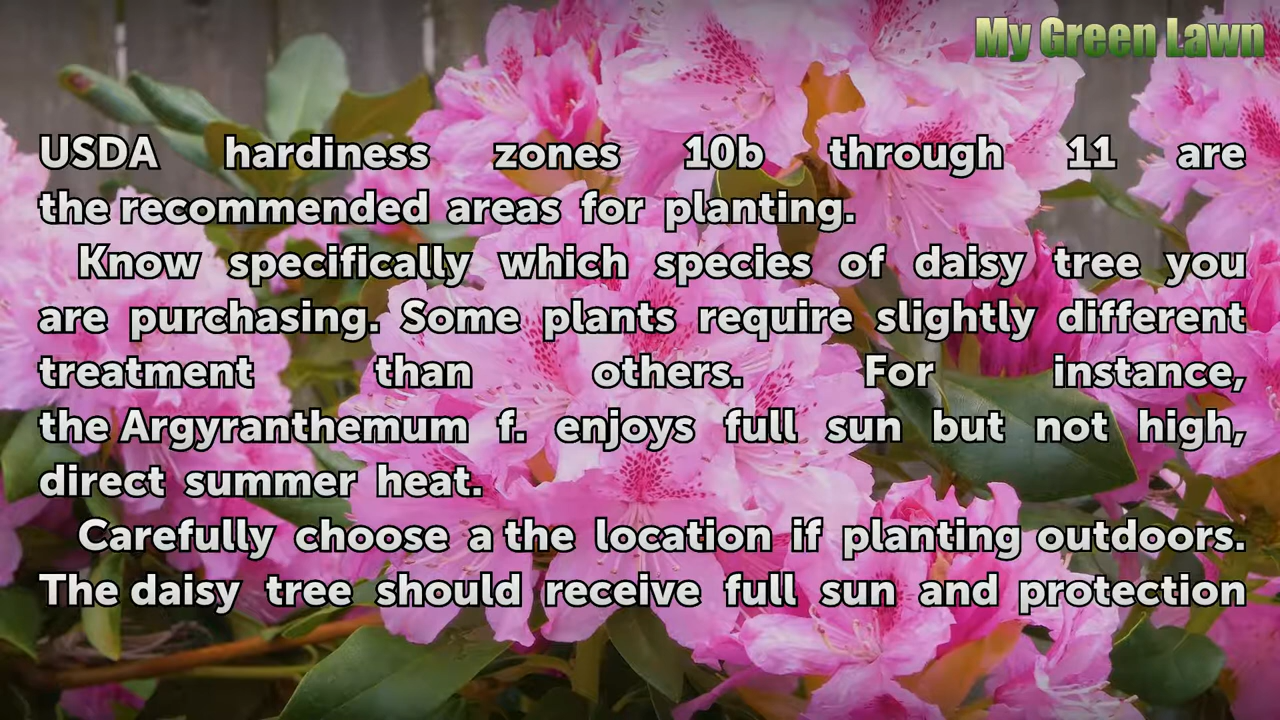 My Green Lawn
USDA hardiness zones 10b through 11 are
the recommended areas for planting.
Know specifically which species of daisy tree you
are purchasing. Some plants require slightly different
treatment than others. For instance,
the Argyranthemum f. enjoys full sun but not high,
direct summer heat.
Carefully choose a the location if planting outdoors.
The daisy tree should receive full sun and protection